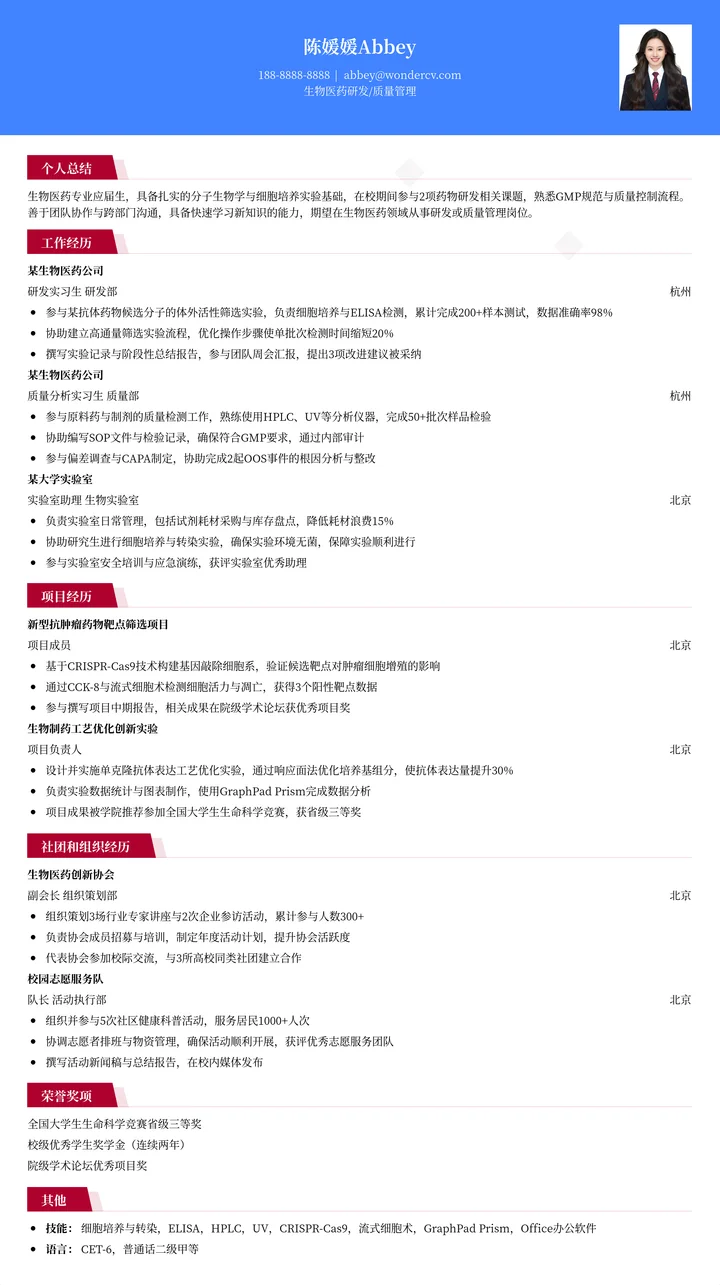 陈媛媛Abbey
188-8888-8888 | abbey@wondercv.com
生物医药研发/质量管理
个人总结
生物医药专业应届生，具备扎实的分子生物学与细胞培养实验基础，在校期间参与2项药物研发相关课题，熟悉GMP规范与质量控制流程。
善于团队协作与跨部门沟通，具备快速学习新知识的能力，期望在生物医药领域从事研发或质量管理岗位。
工作经历
某生物医药公司
研发实习生 研发部 杭州
• 参与某抗体药物候选分子的体外活性筛选实验，负责细胞培养与ELISA检测，累计完成200+样本测试，数据准确率98%
• 协助建立高通量筛选实验流程，优化操作步骤使单批次检测时间缩短20%
• 撰写实验记录与阶段性总结报告，参与团队周会汇报，提出3项改进建议被采纳
某生物医药公司
质量分析实习生 质量部 杭州
• 参与原料药与制剂的质量检测工作，熟练使用HPLC、UV等分析仪器，完成50+批次样品检验
• 协助编写SOP文件与检验记录，确保符合GMP要求，通过内部审计
• 参与偏差调查与CAPA制定，协助完成2起OOS事件的根因分析与整改
某大学实验室
实验室助理 生物实验室 北京
• 负责实验室日常管理，包括试剂耗材采购与库存盘点，降低耗材浪费15%
• 协助研究生进行细胞培养与转染实验，确保实验环境无菌，保障实验顺利进行
• 参与实验室安全培训与应急演练，获评实验室优秀助理
项目经历
新型抗肿瘤药物靶点筛选项目
项目成员 北京
• 基于CRISPR-Cas9技术构建基因敲除细胞系，验证候选靶点对肿瘤细胞增殖的影响
• 通过CCK-8与流式细胞术检测细胞活力与凋亡，获得3个阳性靶点数据
• 参与撰写项目中期报告，相关成果在院级学术论坛获优秀项目奖
生物制药工艺优化创新实验
项目负责人 北京
• 设计并实施单克隆抗体表达工艺优化实验，通过响应面法优化培养基组分，使抗体表达量提升30%
• 负责实验数据统计与图表制作，使用GraphPad Prism完成数据分析
• 项目成果被学院推荐参加全国大学生生命科学竞赛，获省级三等奖
社团和组织经历
生物医药创新协会
副会长 组织策划部 北京
• 组织策划3场行业专家讲座与2次企业参访活动，累计参与人数300+
• 负责协会成员招募与培训，制定年度活动计划，提升协会活跃度
• 代表协会参加校际交流，与3所高校同类社团建立合作
校园志愿服务队
队长 活动执行部 北京
• 组织并参与5次社区健康科普活动，服务居民1000+人次
• 协调志愿者排班与物资管理，确保活动顺利开展，获评优秀志愿服务团队
• 撰写活动新闻稿与总结报告，在校内媒体发布
荣誉奖项
全国大学生生命科学竞赛省级三等奖
校级优秀学生奖学金（连续两年）
院级学术论坛优秀项目奖
其他
• 技能： 细胞培养与转染，ELISA，HPLC，UV，CRISPR-Cas9，流式细胞术，GraphPad Prism，Office办公软件
• 语言： CET-6，普通话二级甲等